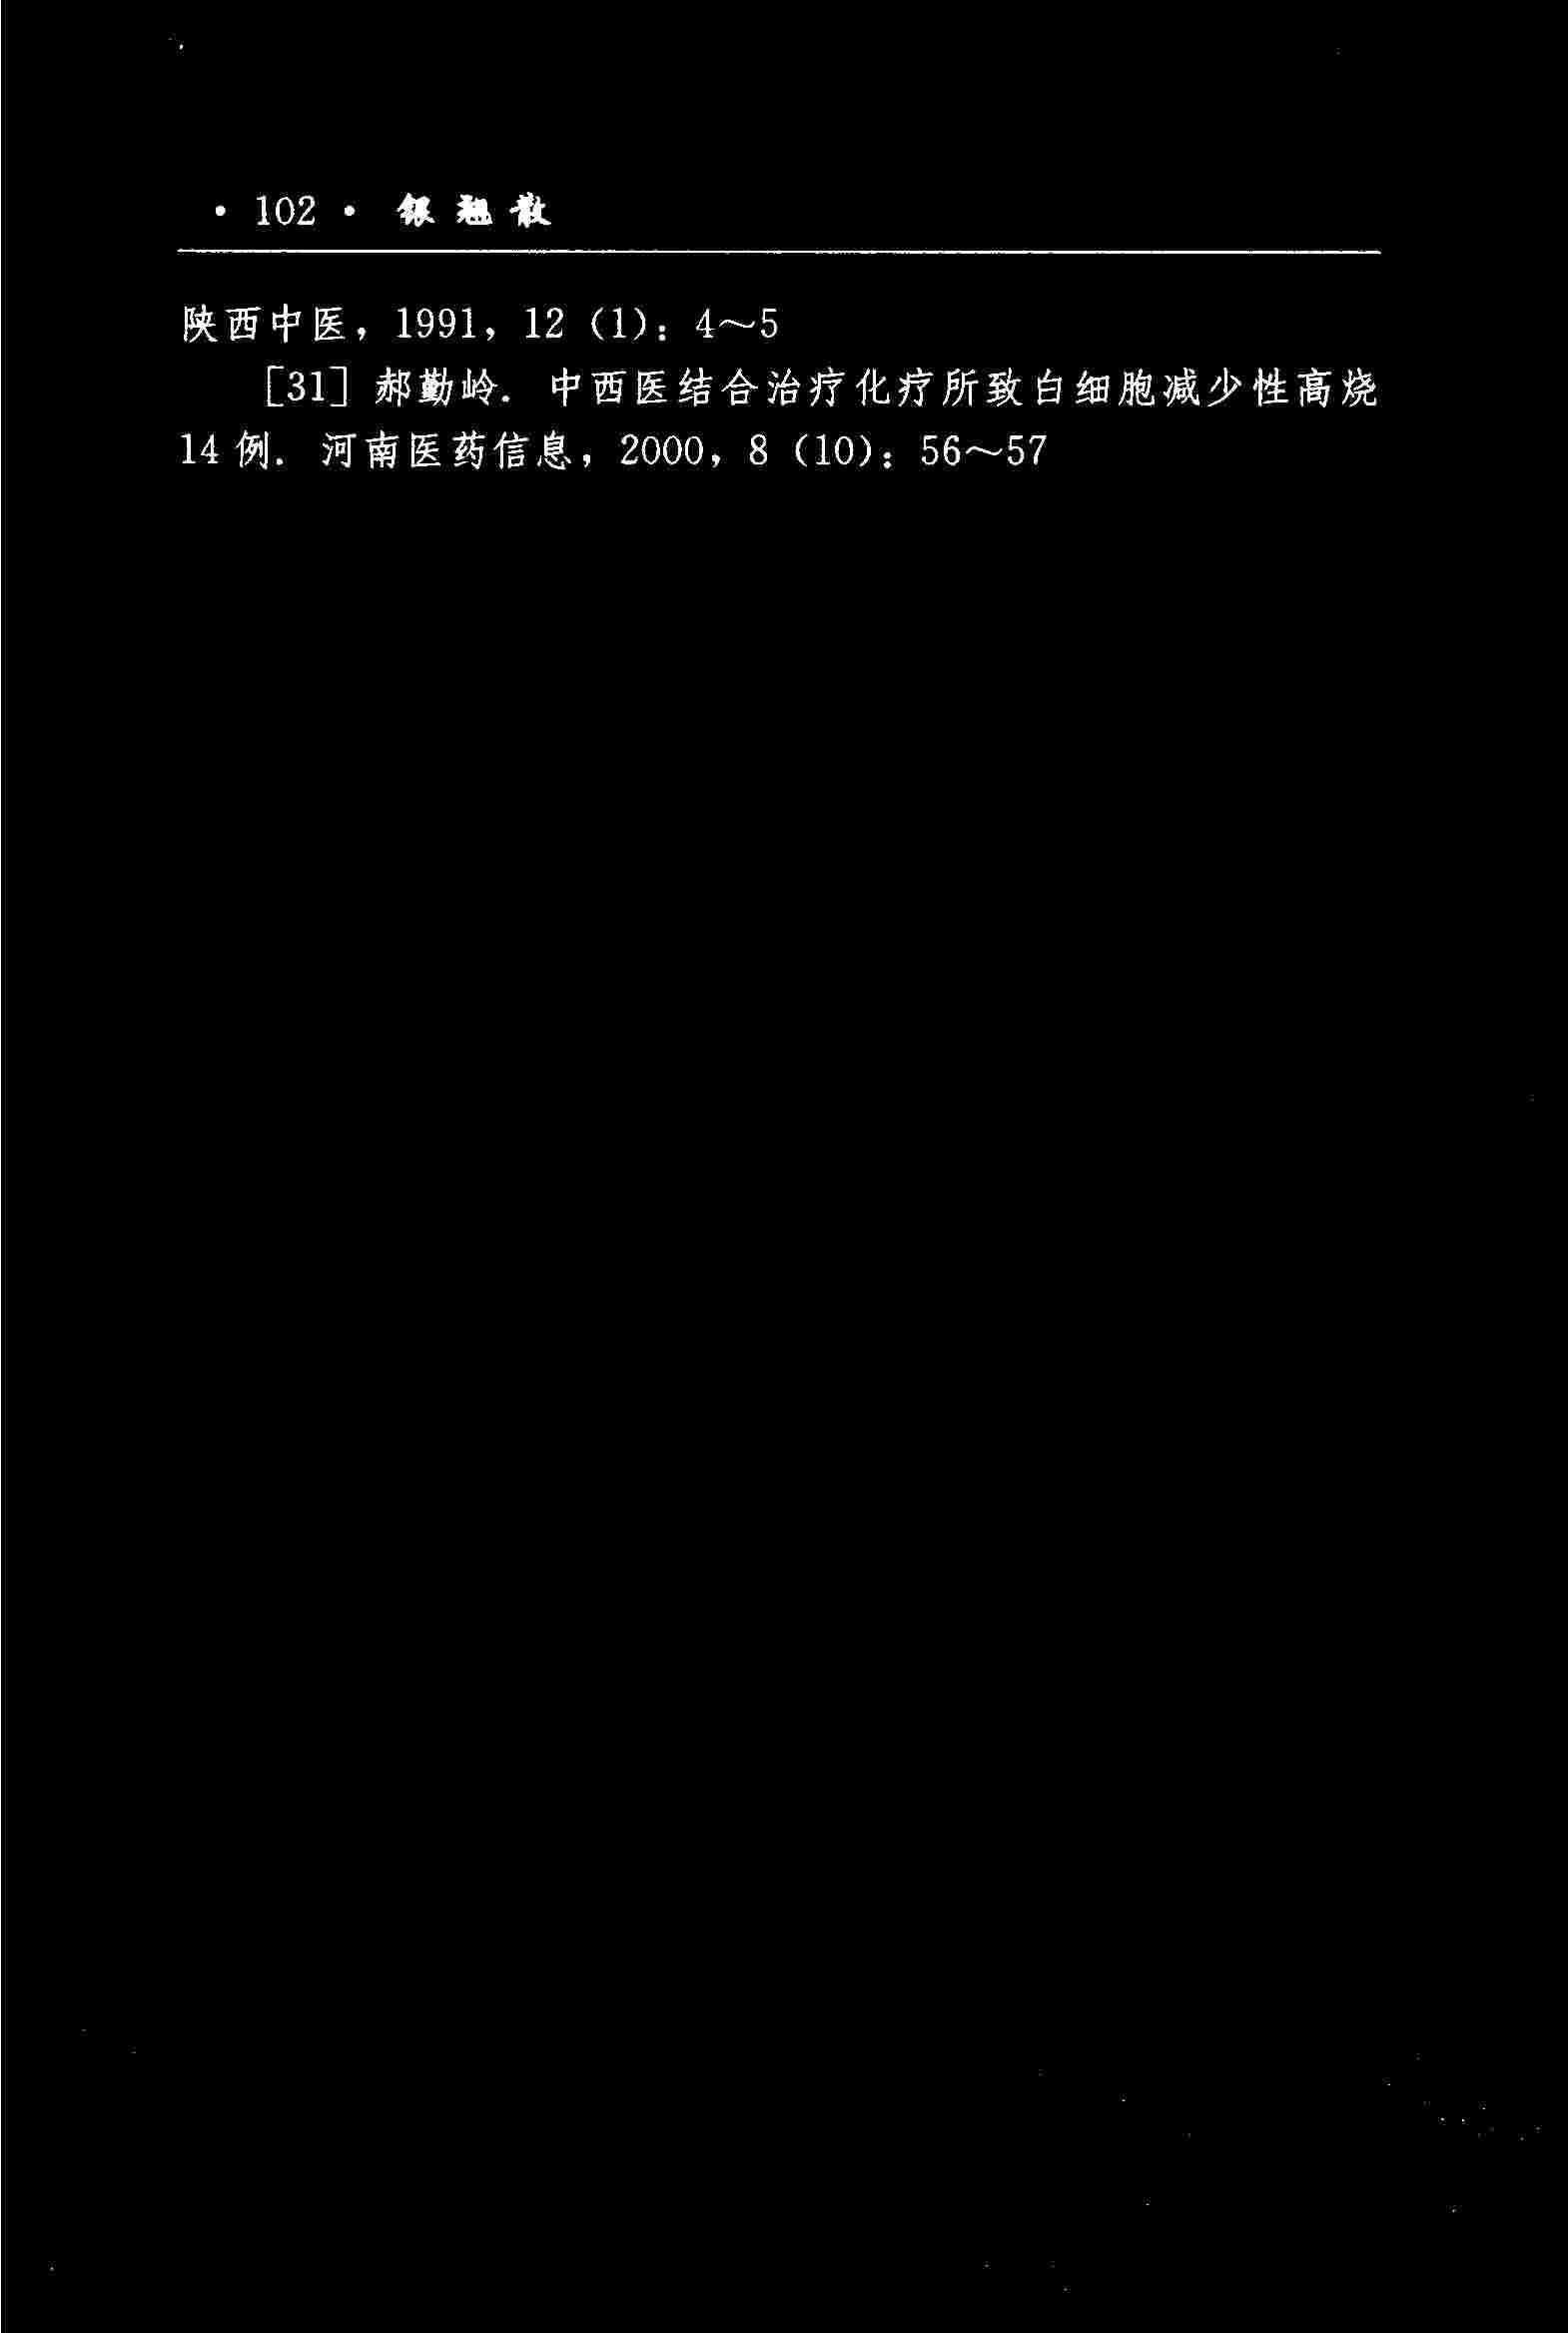 · 102 · 银翘散
陕西中医，1991，12（1）：4～5
[31] 郝勤岭．中西医结合治疗化疗所致白细胞减少性高烧
14 例．河南医药信息，2000，8（10）：56～57